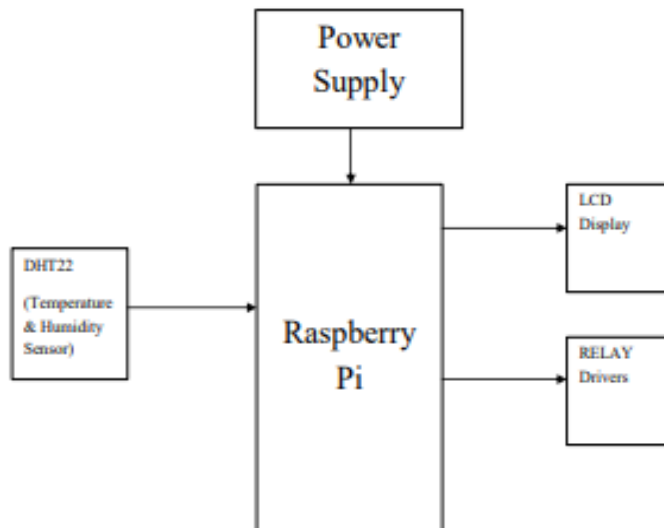 Power
Supply
LCD
Display
DHT22
(Temperature
& Humidity
Sensor)
Raspberry
Pi
RELAY
Drivers